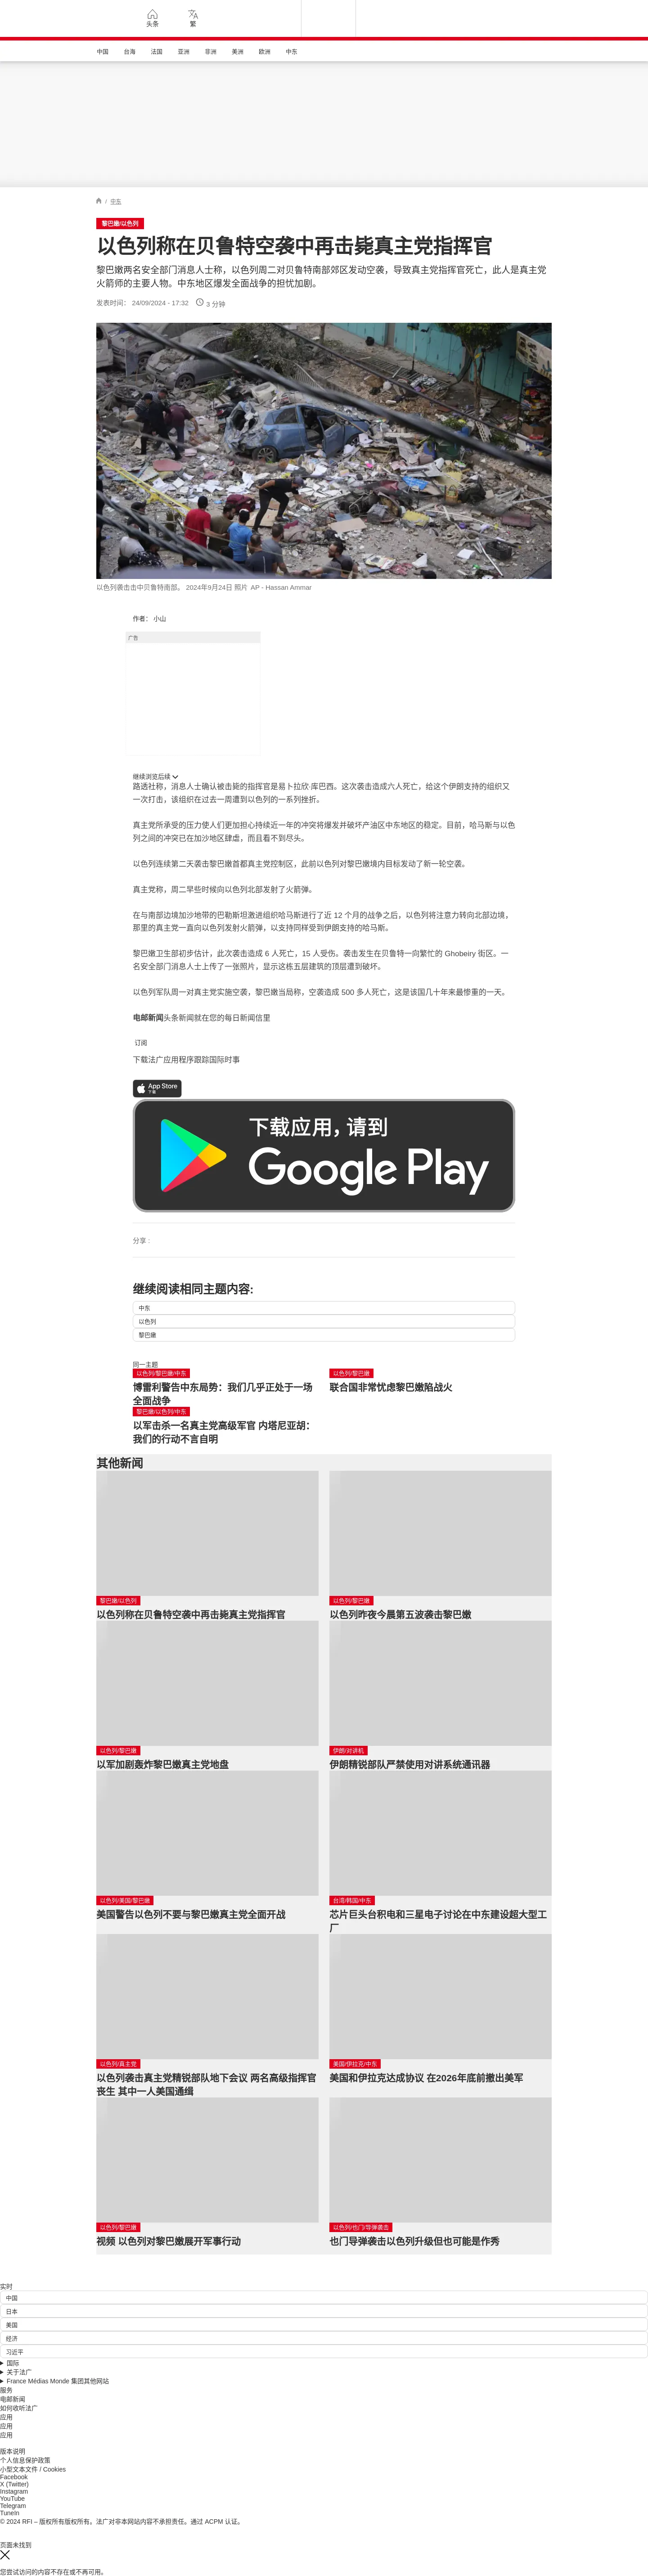 头条
繁
中国
台海
法国
亚洲
非洲
美洲
欧洲
中东
/ 中东
黎巴嫩/以色列
以色列称在贝鲁特空袭中再击毙真主党指挥官
黎巴嫩两名安全部门消息人士称，以色列周二对贝鲁特南部郊区发动空袭，导致真主党指挥官死亡，此人是真主党
火箭师的主要人物。中东地区爆发全面战争的担忧加剧。
发表时间： 24/09/2024 - 17:32
3 分钟
以色列袭击击中贝鲁特南部。 2024年9月24日 照片 AP - Hassan Ammar
作者： 小山
广告
继续浏览后续
路透社称，消息人士确认被击毙的指挥官是易卜拉欣·库巴西。这次袭击造成六人死亡，给这个伊朗支持的组织又
一次打击，该组织在过去一周遭到以色列的一系列挫折。
真主党所承受的压力使人们更加担心持续近一年的冲突将爆发并破坏产油区中东地区的稳定。目前，哈马斯与以色
列之间的冲突已在加沙地区肆虐，而且看不到尽头。
以色列连续第二天袭击黎巴嫩首都真主党控制区，此前以色列对黎巴嫩境内目标发动了新一轮空袭。
真主党称，周二早些时候向以色列北部发射了火箭弹。
在与南部边境加沙地带的巴勒斯坦激进组织哈马斯进行了近 12 个月的战争之后，以色列将注意力转向北部边境，
那里的真主党一直向以色列发射火箭弹，以支持同样受到伊朗支持的哈马斯。
黎巴嫩卫生部初步估计，此次袭击造成 6 人死亡，15 人受伤。袭击发生在贝鲁特一向繁忙的 Ghobeiry 街区。一
名安全部门消息人士上传了一张照片，显示这栋五层建筑的顶层遭到破坏。
以色列军队周一对真主党实施空袭，黎巴嫩当局称，空袭造成 500 多人死亡，这是该国几十年来最惨重的一天。
电邮新闻头条新闻就在您的每日新闻信里
订阅
下载法广应用程序跟踪国际时事
App Store
下载
下载应用，请到
Google Play
分享 :
继续阅读相同主题内容:
中东
以色列
黎巴嫩
同一主题
以色列/黎巴嫩/中东
博雷利警告中东局势：我们几乎正处于一场
全面战争
以色列/黎巴嫩
联合国非常忧虑黎巴嫩陷战火
黎巴嫩/以色列/中东
以军击杀一名真主党高级军官 内塔尼亚胡：
我们的行动不言自明
其他新闻
黎巴嫩/以色列
以色列称在贝鲁特空袭中再击毙真主党指挥官
以色列/黎巴嫩
以色列昨夜今晨第五波袭击黎巴嫩
以色列/黎巴嫩
以军加剧轰炸黎巴嫩真主党地盘
伊朗/对讲机
伊朗精锐部队严禁使用对讲系统通讯器
以色列/美国/黎巴嫩
美国警告以色列不要与黎巴嫩真主党全面开战
台湾/韩国/中东
芯片巨头台积电和三星电子讨论在中东建设超大型工
厂
以色列/真主党
以色列袭击真主党精锐部队地下会议 两名高级指挥官
丧生 其中一人美国通缉
美国/伊拉克/中东
美国和伊拉克达成协议 在2026年底前撤出美军
以色列/黎巴嫩
视频 以色列对黎巴嫩展开军事行动
以色列/也门/导弹袭击
也门导弹袭击以色列升级但也可能是作秀
实时
中国
日本
美国
经济
习近平
国际
关于法广
France Médias Monde 集团其他网站
服务
电邮新闻
如何收听法广
应用
应用
应用
版本说明
个人信息保护政策
小型文本文件 / Cookies
Facebook
X (Twitter)
Instagram
YouTube
Telegram
TuneIn
© 2024 RFI – 版权所有版权所有。法广对非本网站内容不承担责任。通过 ACPM 认证。
页面未找到
您尝试访问的内容不存在或不再可用。